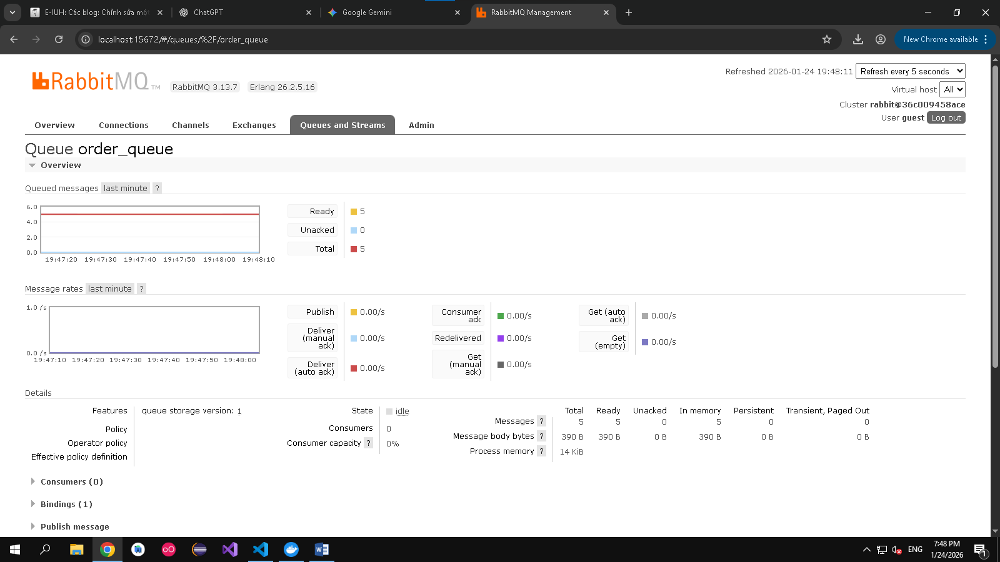 E-IUH: Các blog: Chỉnh sửa một
ChatGPT
Google Gemini
RabbitMQ Management
localhost:15672/#/queues/%2F/order_queue
New Chrome available
RabbitMQ TM
RabbitMQ 3.13.7
Erlang 26.2.5.16
Refreshed 2026-01-24 19:48:11
Refresh every 5 seconds
Virtual host All
Cluster rabbit@36c009458ace
User guest Log out
Overview
Connections
Channels
Exchanges
Queues and Streams
Admin
Queue order_queue
Overview
Queued messages last minute ?
6.0
4.0
2.0
0.0
19:47:20 19:47:30 19:47:40 19:47:50 19:48:00 19:48:10
Ready 5
Unacked 0
Total 5
Message rates last minute ?
1.0 /s
0.0 /s
19:47:10 19:47:20 19:47:30 19:47:40 19:47:50 19:48:00
Publish 0.00/s
Deliver (manual ack) 0.00/s
Deliver (auto ack) 0.00/s
Consumer ack 0.00/s
Redelivered 0.00/s
Get (manual ack) 0.00/s
Get (auto ack) 0.00/s
Get (empty) 0.00/s
Details
Features queue storage version: 1
Policy
Operator policy
Effective policy definition
State idle
Consumers 0
Consumer capacity ? 0%
Total Ready Unacked In memory Persistent Transient, Paged Out
Messages ? 5 5 0 5 0 0
Message body bytes ? 390 B 390 B 0 B 390 B 0 B 0 B
Process memory ? 14 KiB
Consumers (0)
Bindings (1)
Publish message
ENG
7:48 PM
1/24/2026
1